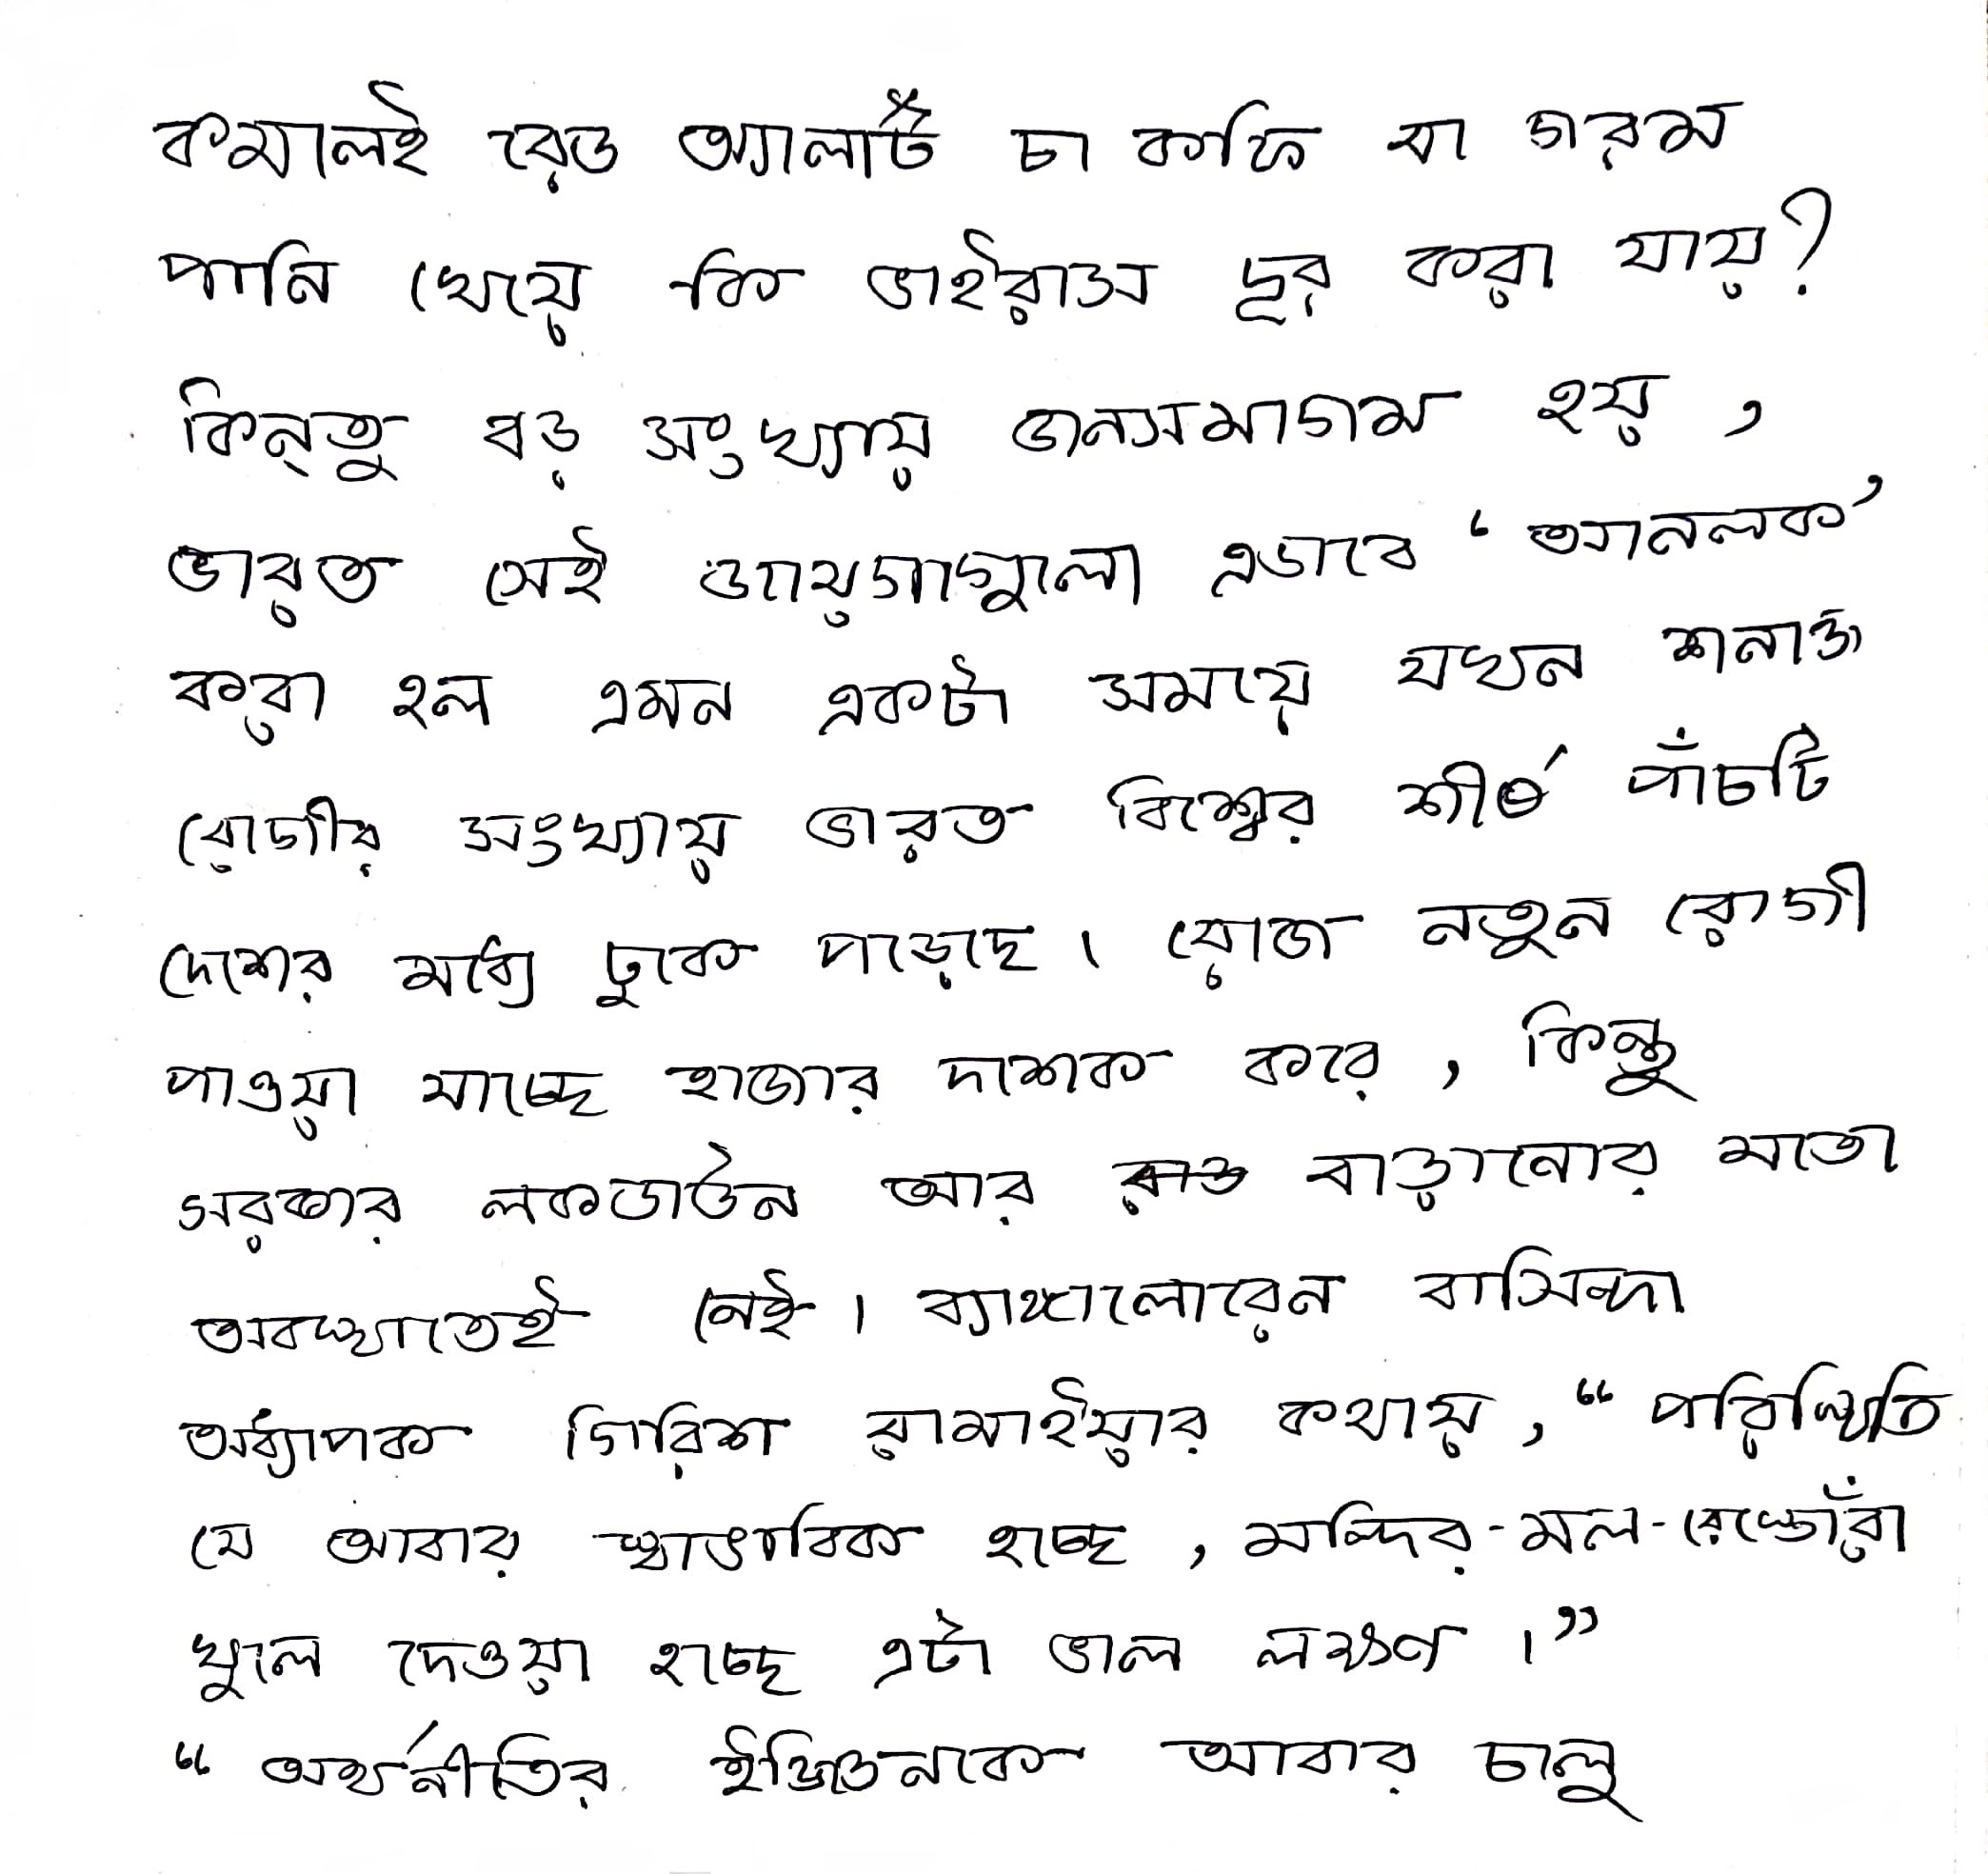 কমালেই রেড অ্যালার্ট চা কফি বা গরম
পানি খেয়ে কি ভাইরাস দূর করা যায়?
কিন্তু বড় সংখ্যায় জনসমাগম হয়,
ভারত সেই জায়গাগুলো এভাবে ‘আনলক’
করা হল এমন একটা সময়ে যখন শনাক্ত
রোগীর সংখ্যায় ভারত বিশ্বের শীর্ষ পাঁচটি
দেশের মধ্যে ঢুকে পড়েছে। রোজ নতুন রোগী
পাওয়া যাচ্ছে হাজার দশেক করে, কিন্তু
সরকার লকডাউন আর বাড়ানোর মতো
অবস্থাতেই নেই। ব্যাঙ্গালোরের বাসিন্দা
অধ্যাপক গিরিশ রামাইয়ার কথায়, “পরিস্থিতি
যে আবার স্বাভাবিক হচ্ছে, মন্দির-মল-রেস্তোরাঁ
খুলে দেওয়া হচ্ছে এটা ভাল লক্ষণ।”
“অর্থনীতির ইঞ্জিনকে আবার চালু